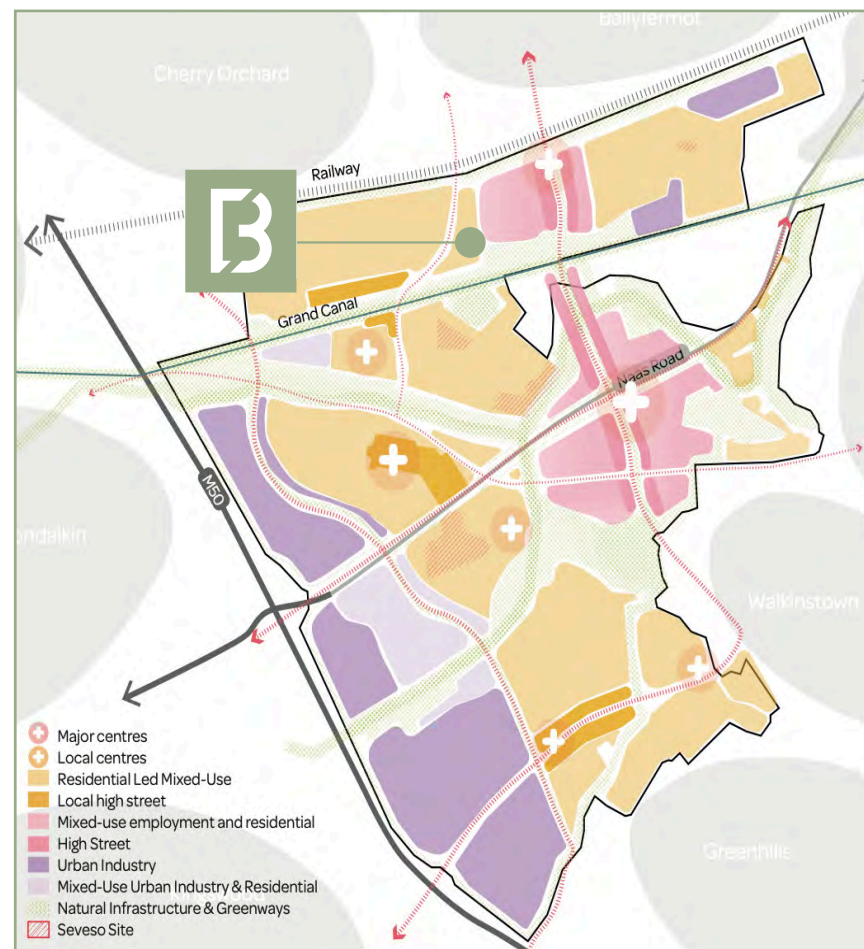 Ballyfermot
Cherry Orchard
Railway
B
Grand Canal
Naas Road
M50
ondalkin
Walkinstown
Major centres
Local centres
Residential Led Mixed-Use
Local high street
Mixed-use employment and residential
High Street
Greenhills
Urban Industry
Mixed-Use Urban Industry & Residential
Kingswood
Natural Infrastructure & Greenways
Seveso Site